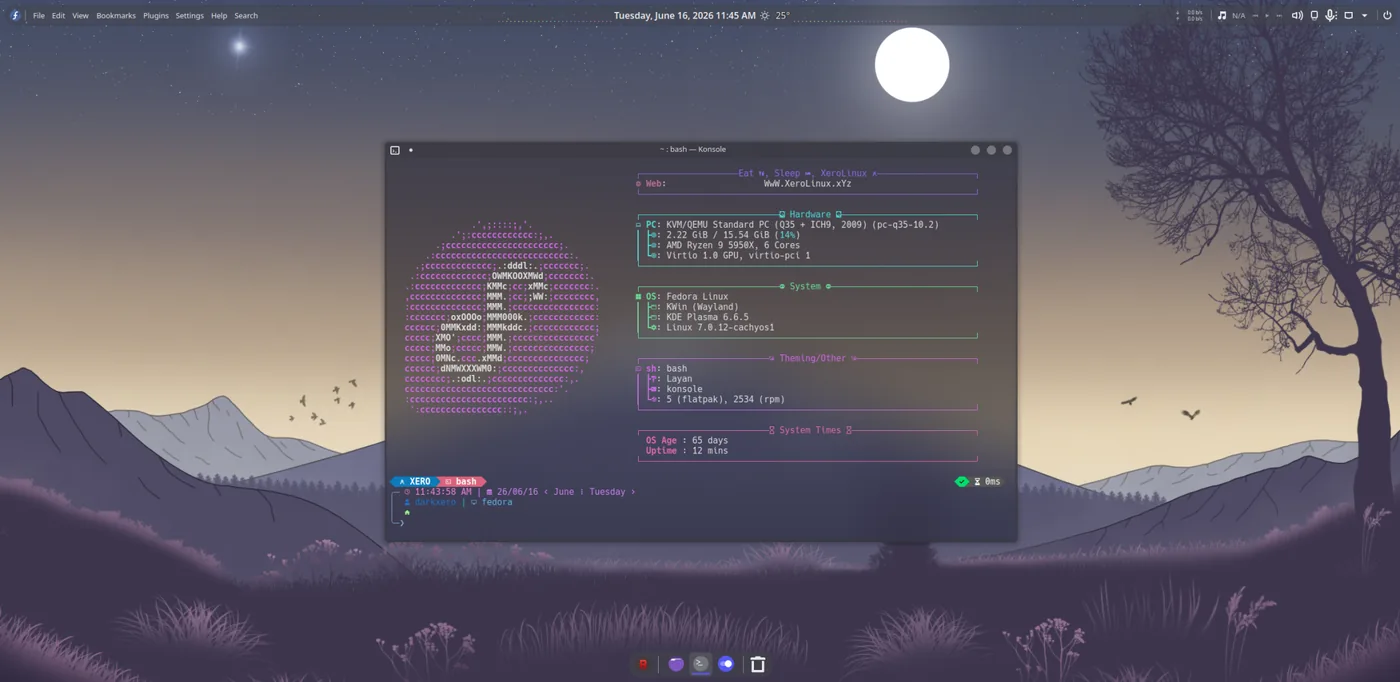 File Edit View Bookmarks Plugins Settings Help Search
Tuesday, June 16, 2026 11:45 AM 25°
N/A
~ : bash — Konsole
Eat, Sleep, XeroLinux
Web: WwW.XeroLinux.xYz
Hardware
PC: KVM/QEMU Standard PC (Q35 + ICH9, 2009) (pc-q35-10.2)
2.22 GiB / 15.54 GiB (14%)
AMD Ryzen 9 5950X, 6 Cores
Virtio 1.0 GPU, virtio-pci 1
System
OS: Fedora Linux
KWin (Wayland)
KDE Plasma 6.6.5
Linux 7.0.12-cachyos1
Theming/Other
sh: bash
Layan
konsole
5 (flatpak), 2534 (rpm)
System Times
OS Age : 65 days
Uptime : 12 mins
XERO bash 0ms
11:43:58 AM | 26/06/16 ‹ June : Tuesday ›
darkxero | fedora